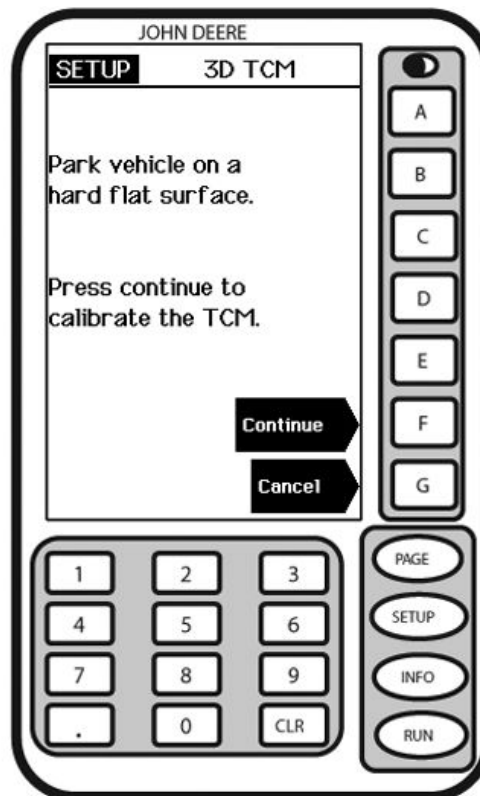 JOHN DEERE
SETUP 3D TCM
Park vehicle on a
hard flat surface.
Press continue to
calibrate the TCM.
Continue
Cancel
A
B
C
D
E
F
G
1 2 3
4 5 6
7 8 9
. 0 CLR
PAGE
SETUP
INFO
RUN